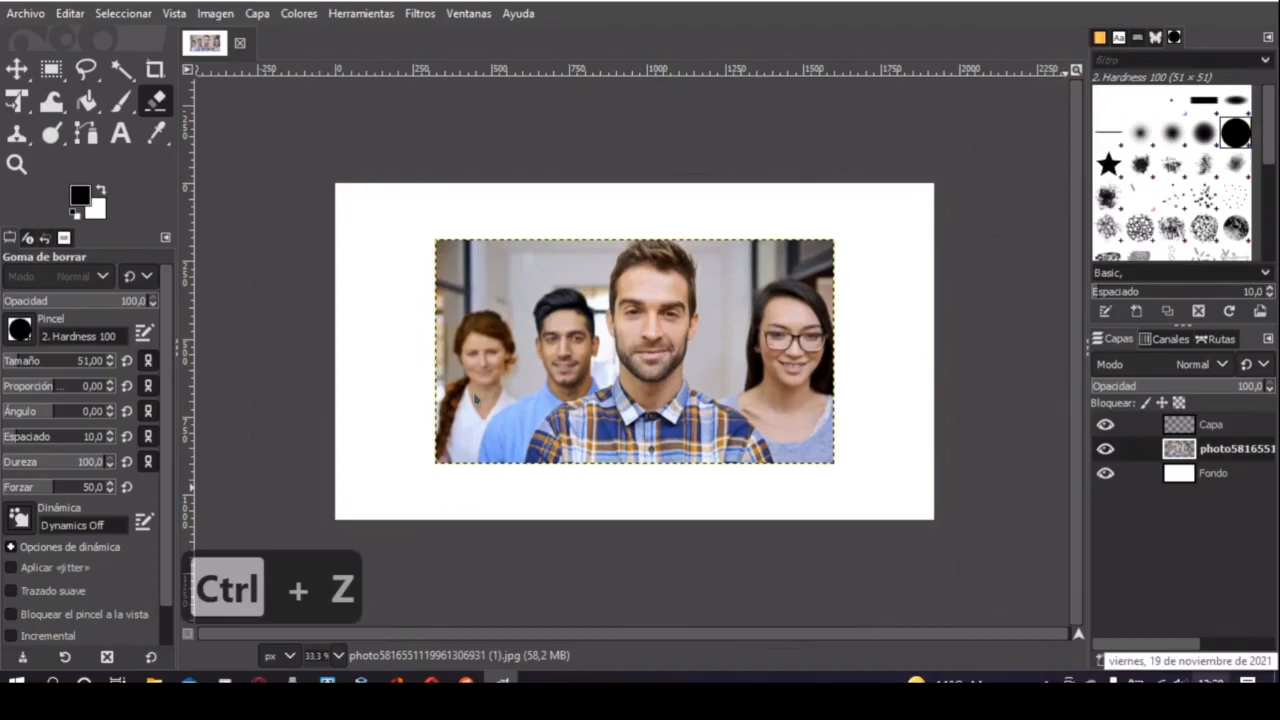 Archivo Editar Seleccionar Vista Imagen Capa Colores Herramientas Filtros Ventanas Ayuda
-250 0 250 500 750 1000 1250 1500 1750 2000 2250
filtro
2. Hardness 100 (51 × 51)
Goma de borrar
Modo Normal
Opacidad 100,0
Pincel
2. Hardness 100
Tamaño 51,00
Proporción ... 0,00
Ángulo 0,00
Espaciado 10,0
Dureza 100,0
Forzar 50,0
Dinámica
Dynamics Off
Opciones de dinámica
Aplicar «jitter»
Trazado suave
Bloquear el pincel a la vista
Incremental
Basic,
Espaciado 10,0
Capas Canales Rutas
Modo Normal
Opacidad 100,0
Bloquear:
Capa
photo5816551
Fondo
Ctrl + Z
px 33,3 % photo5816551119961306931 (1).jpg (58,2 MB)
viernes, 19 de noviembre de 2021